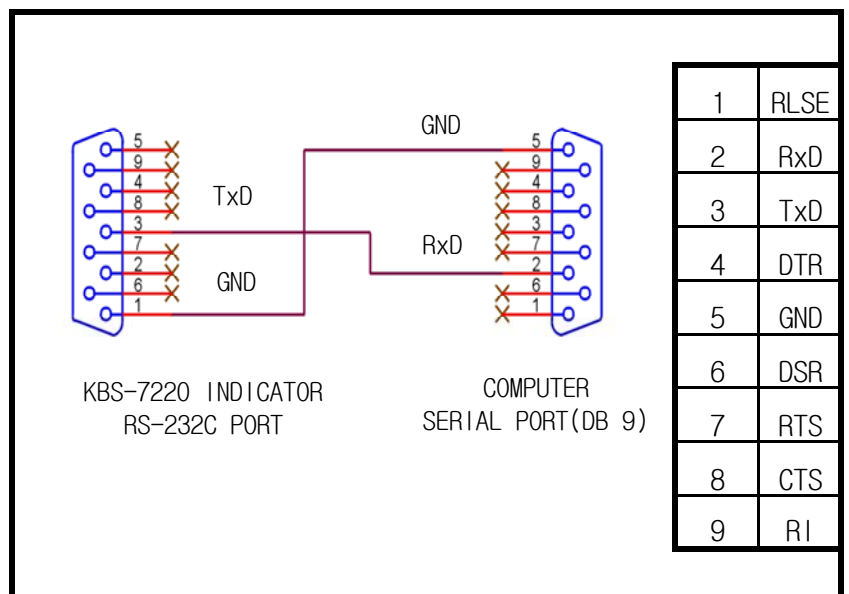 GND
5
9
4
8
3
7
2
6
1
TxD
GND
5
9
4
8
3
7
2
6
1
RxD
KBS-7220 INDICATOR
RS-232C PORT
COMPUTER
SERIAL PORT(DB 9)
1 RLSE
2 RxD
3 TxD
4 DTR
5 GND
6 DSR
7 RTS
8 CTS
9 RI